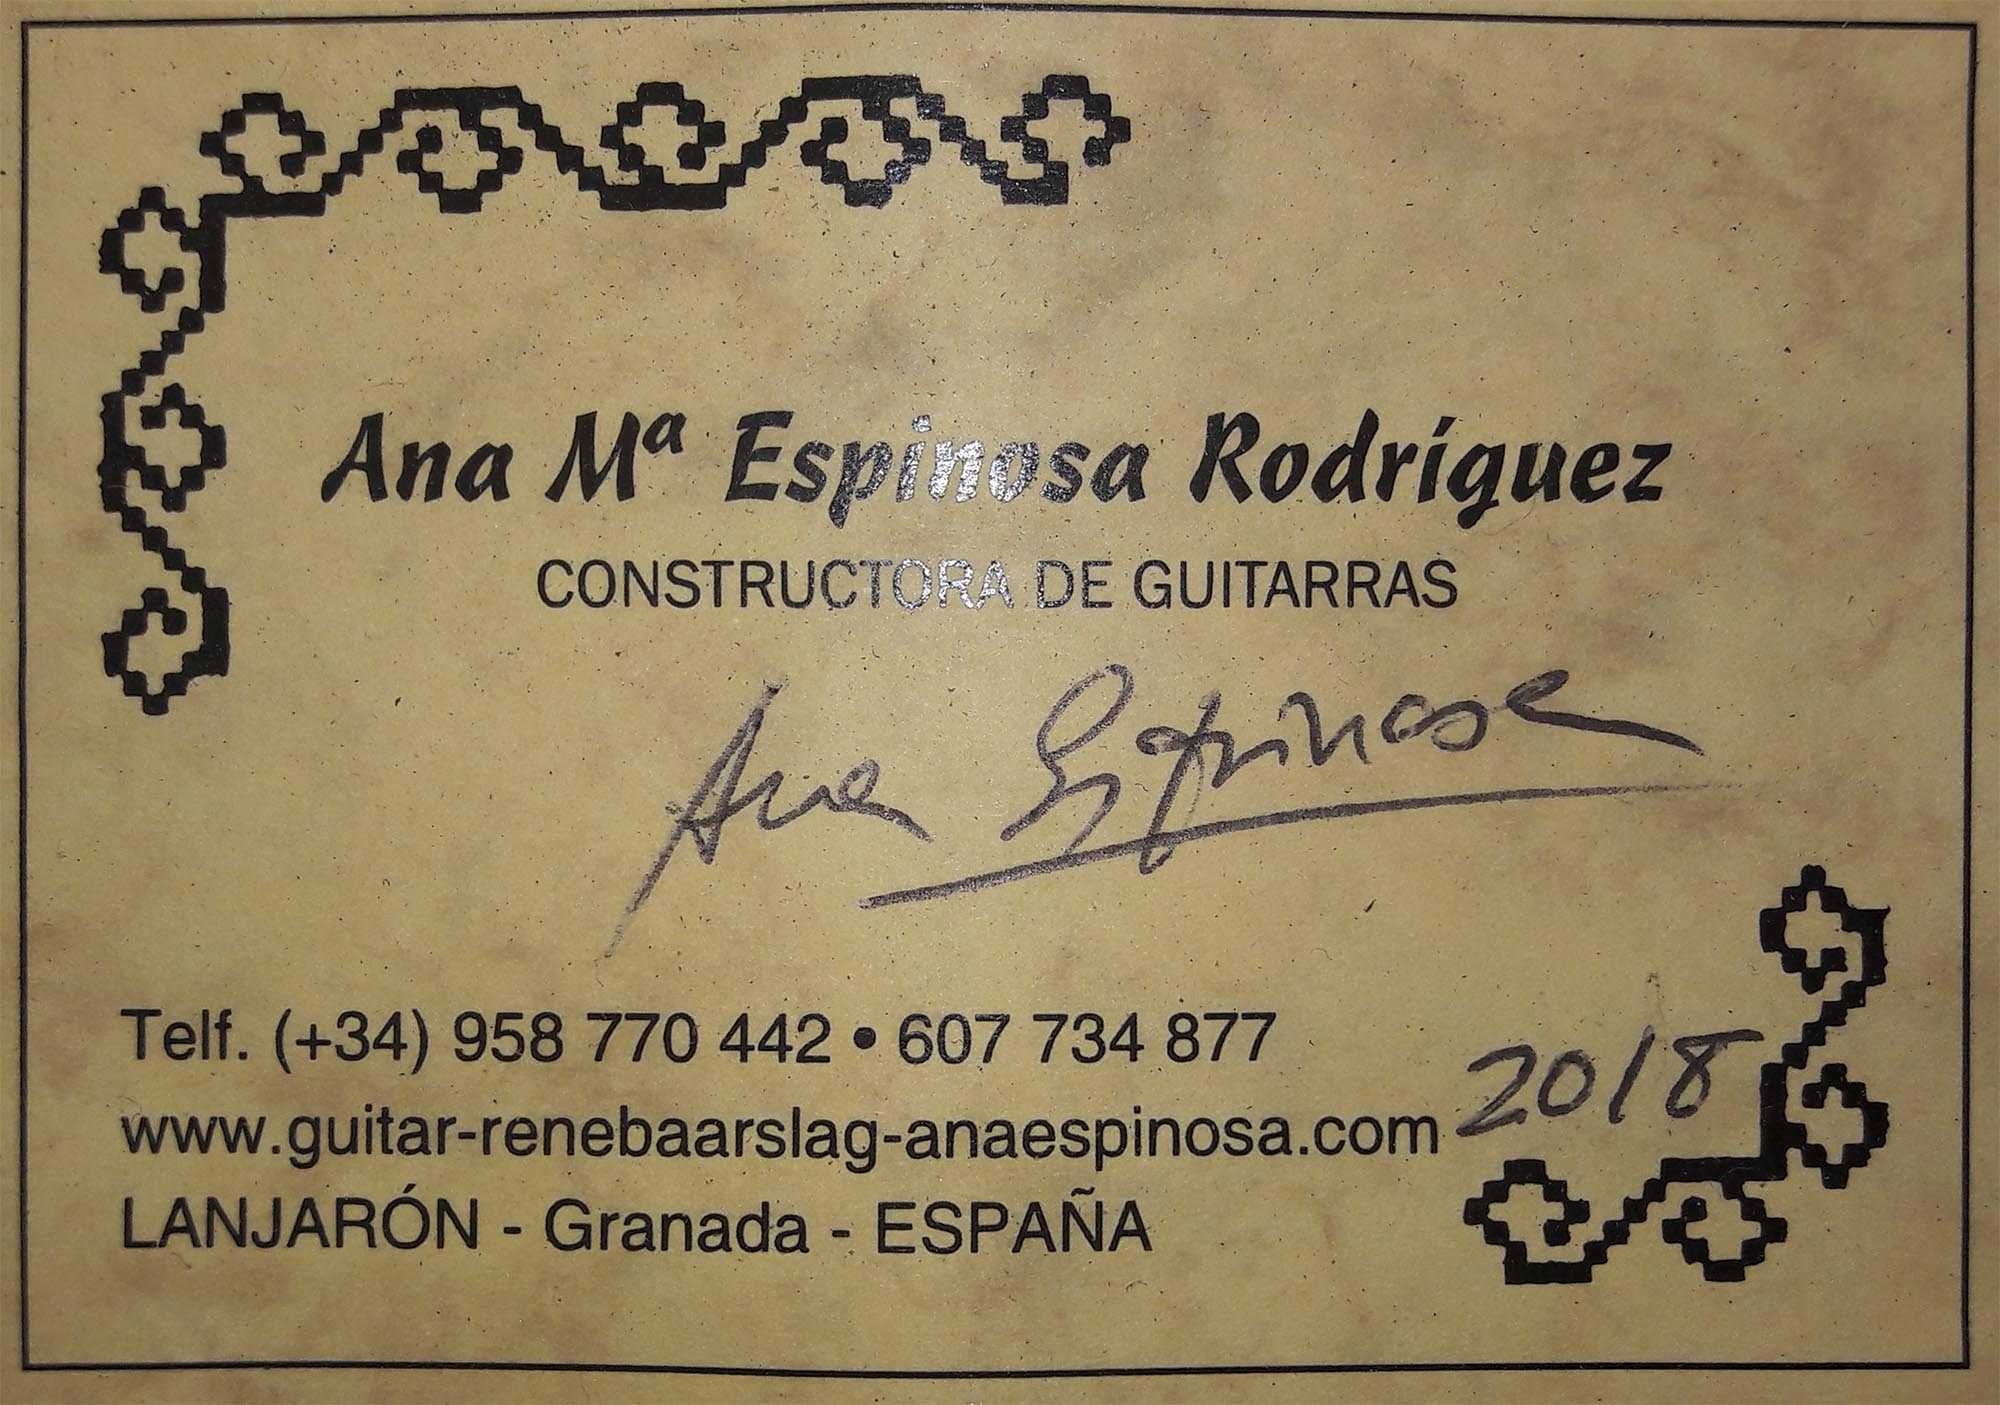 Ana Mª Espinosa Rodríguez
CONSTRUCTORA DE GUITARRAS
Ana Espinosa
Telf. (+34) 958 770 442 • 607 734 877
2018
www.guitar-renebaarslag-anaespinosa.com
LANJARÓN - Granada - ESPAÑA